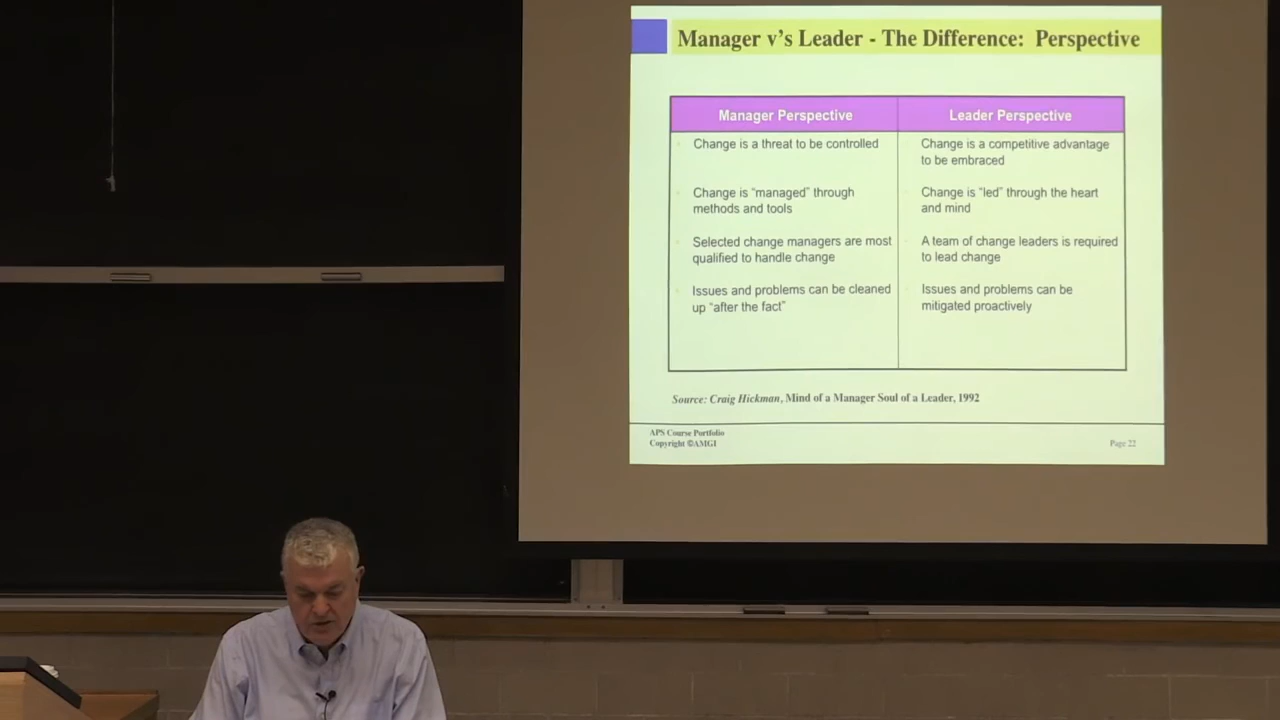 Manager v's Leader - The Difference: Perspective
Manager Perspective
Leader Perspective
Change is a threat to be controlled
Change is a competitive advantage
to be embraced
Change is “managed” through
methods and tools
Change is “led” through the heart
and mind
Selected change managers are most
qualified to handle change
A team of change leaders is required
to lead change
Issues and problems can be cleaned
up “after the fact”
Issues and problems can be
mitigated proactively
Source: Craig Hickman, Mind of a Manager Soul of a Leader, 1992
APS Course Portfolio
Copyright ©AMGI
Page 22